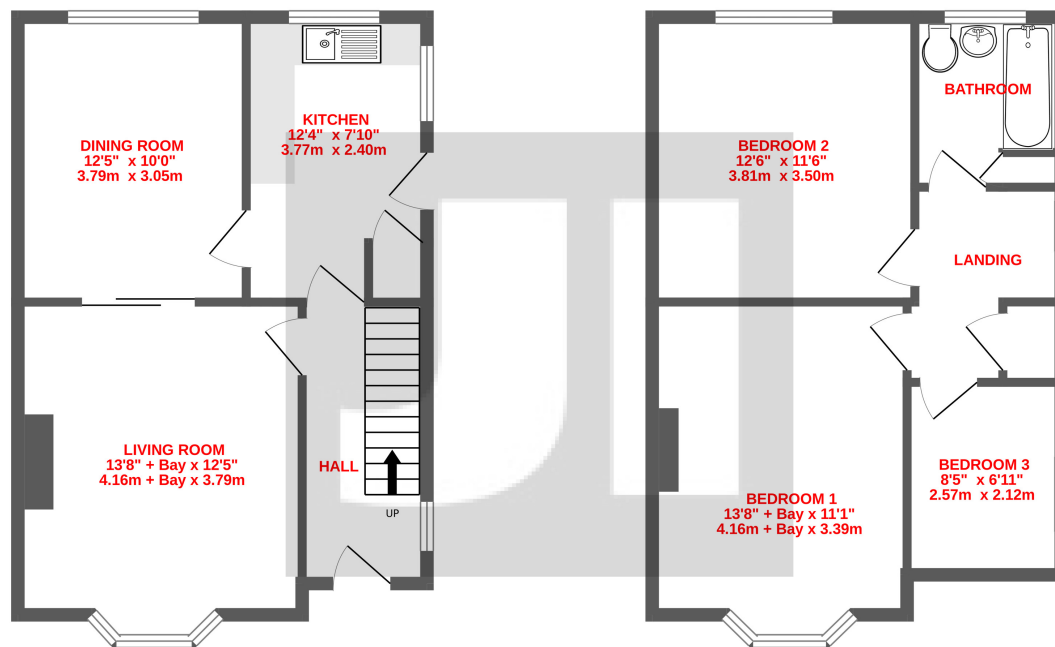 DINING ROOM
12'5" x 10'0"
3.79m x 3.05m
KITCHEN
12'4" x 7'10"
3.77m x 2.40m
LIVING ROOM
13'8" + Bay x 12'5"
4.16m + Bay x 3.79m
HALL
UP
BEDROOM 2
12'6" x 11'6"
3.81m x 3.50m
BATHROOM
LANDING
BEDROOM 1
13'8" + Bay x 11'1"
4.16m + Bay x 3.39m
BEDROOM 3
8'5" x 6'11"
2.57m x 2.12m